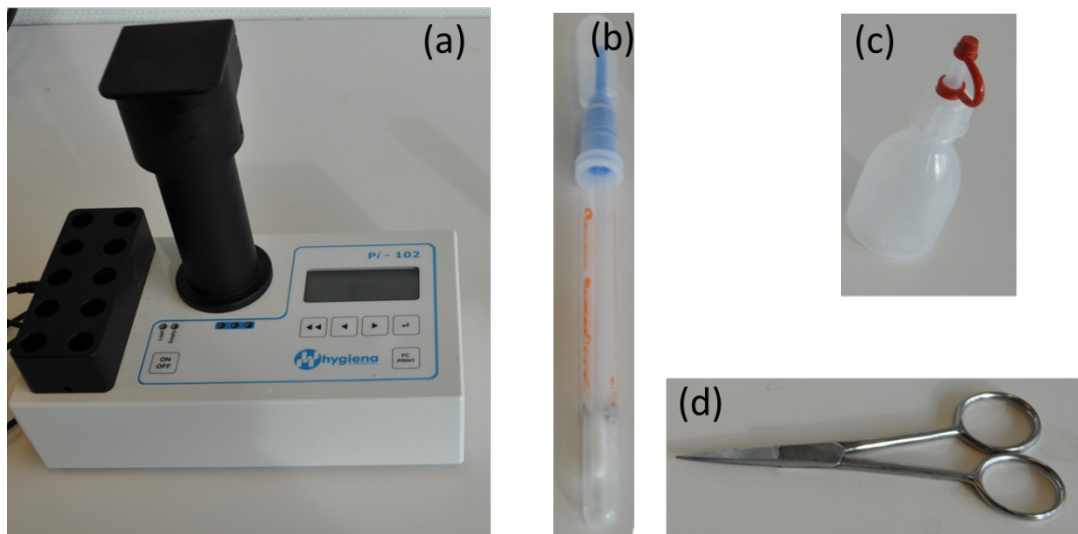 (a)
(b)
(c)
(d)
Pi - 102
ON
OFF
hygiena
PC
PRINT